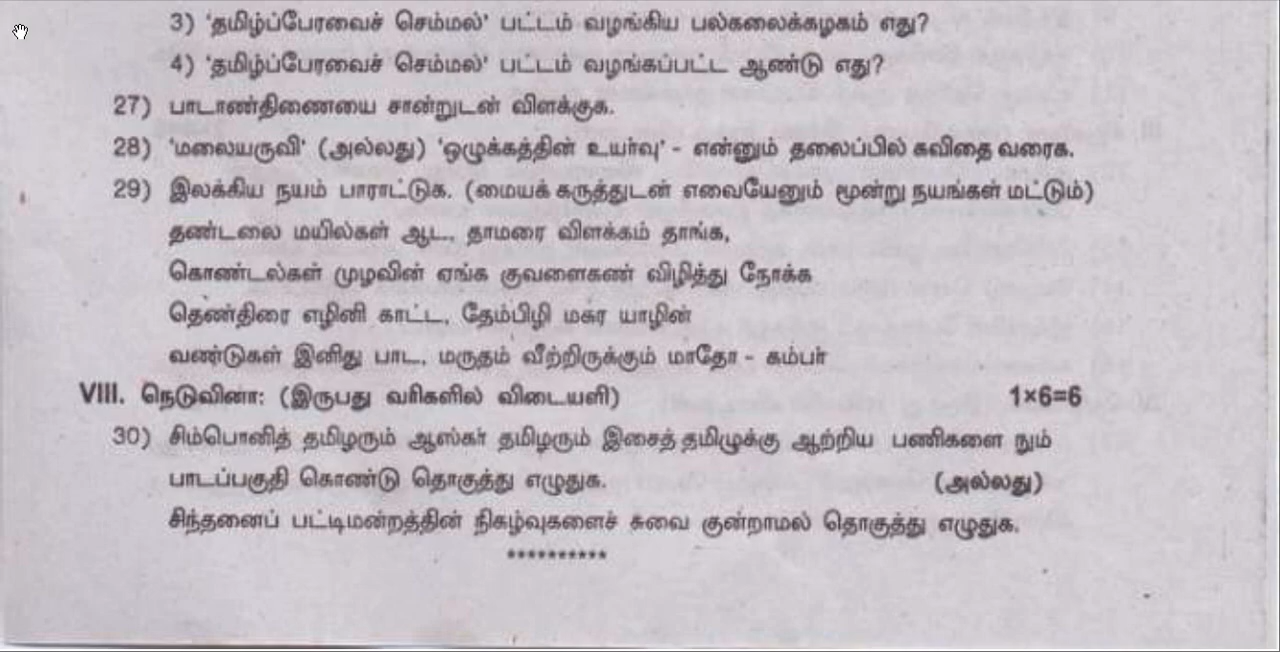 3) 'தமிழ்ப்பேரவைச் செம்மல்' பட்டம் வழங்கிய பல்கலைக்கழகம் எது?
4) 'தமிழ்ப்பேரவைச் செம்மல்' பட்டம் வழங்கப்பட்ட ஆண்டு எது?
27) பாடாண்திணையை சான்றுடன் விளக்குக.
28) 'மலையருவி' (அல்லது) 'ஒழுக்கத்தின் உயர்வு' - என்னும் தலைப்பில் கவிதை வரைக.
29) இலக்கிய நயம் பாராட்டுக. (மையக் கருத்துடன் எவையேனும் மூன்று நயங்கள் மட்டும்)
தண்டலை மயில்கள் ஆட, தாமரை விளக்கம் தாங்க,
கொண்டல்கள் முழவின் ஏங்க குவளைகண் விழித்து நோக்க
தெண்திரை எழினி காட்ட, தேம்பிழி மகர யாழின்
வண்டுகள் இனிது பாட, மருதம் வீற்றிருக்கும் மாதோ - கம்பர்
VIII. நெடுவினா: (இருபது வரிகளில் விடையளி) 1×6=6
30) சிம்பொனித் தமிழரும் ஆஸ்கர் தமிழரும் இசைத் தமிழுக்கு ஆற்றிய பணிகளை நும்
பாடப்பகுதி கொண்டு தொகுத்து எழுதுக. (அல்லது)
சிந்தனைப் பட்டிமன்றத்தின் நிகழ்வுகளைச் சுவை குன்றாமல் தொகுத்து எழுதுக.
**********